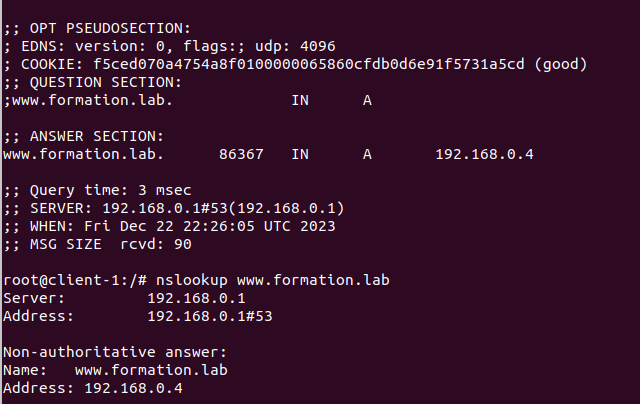 ;; OPT PSEUDOSECTION:
; EDNS: version: 0, flags:; udp: 4096
; COOKIE: f5ced070a4754a8f0100000065860cfdb0d6e91f5731a5cd (good)
;; QUESTION SECTION:
;www.formation.lab. IN A
;; ANSWER SECTION:
www.formation.lab. 86367 IN A 192.168.0.4
;; Query time: 3 msec
;; SERVER: 192.168.0.1#53(192.168.0.1)
;; WHEN: Fri Dec 22 22:26:05 UTC 2023
;; MSG SIZE rcvd: 90
root@client-1:/# nslookup www.formation.lab
Server: 192.168.0.1
Address: 192.168.0.1#53
Non-authoritative answer:
Name: www.formation.lab
Address: 192.168.0.4